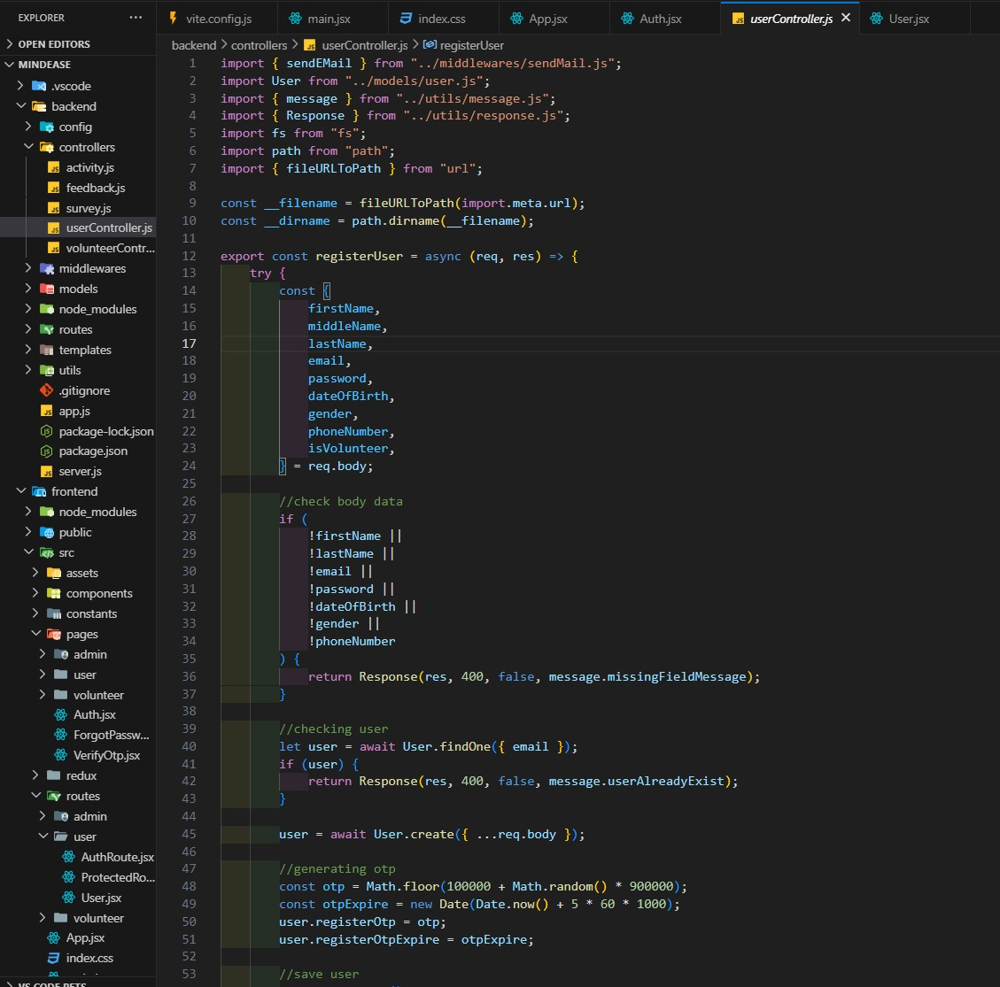 EXPLORER ···
OPEN EDITORS
MINDEASE
.vscode
backend
config
controllers
activity.js
feedback.js
survey.js
userController.js
volunteerContr...
middlewares
models
node_modules
routes
templates
utils
.gitignore
app.js
package-lock.json
package.json
server.js
frontend
node_modules
public
src
assets
components
constants
pages
admin
user
volunteer
Auth.jsx
ForgotPassw...
VerifyOtp.jsx
redux
routes
admin
user
AuthRoute.jsx
ProtectedRo...
User.jsx
volunteer
App.jsx
index.css
VS CODE PETS
vite.config.js main.jsx index.css App.jsx Auth.jsx userController.js User.jsx
backend > controllers > userController.js > registerUser
1 import { sendEMail } from "../middlewares/sendMail.js";
2 import User from "../models/user.js";
3 import { message } from "../utils/message.js";
4 import { Response } from "../utils/response.js";
5 import fs from "fs";
6 import path from "path";
7 import { fileURLToPath } from "url";
8
9 const __filename = fileURLToPath(import.meta.url);
10 const __dirname = path.dirname(__filename);
11
12 export const registerUser = async (req, res) => {
13 try {
14 const {
15 firstName,
16 middleName,
17 lastName,
18 email,
19 password,
20 dateOfBirth,
21 gender,
22 phoneNumber,
23 isVolunteer,
24 } = req.body;
25
26 //check body data
27 if (
28 !firstName ||
29 !lastName ||
30 !email ||
31 !password ||
32 !dateOfBirth ||
33 !gender ||
34 !phoneNumber
35 ) {
36 return Response(res, 400, false, message.missingFieldMessage);
37 }
38
39 //checking user
40 let user = await User.findOne({ email });
41 if (user) {
42 return Response(res, 400, false, message.userAlreadyExist);
43 }
44
45 user = await User.create({ ...req.body });
46
47 //generating otp
48 const otp = Math.floor(100000 + Math.random() * 900000);
49 const otpExpire = new Date(Date.now() + 5 * 60 * 1000);
50 user.registerOtp = otp;
51 user.registerOtpExpire = otpExpire;
52
53 //save user